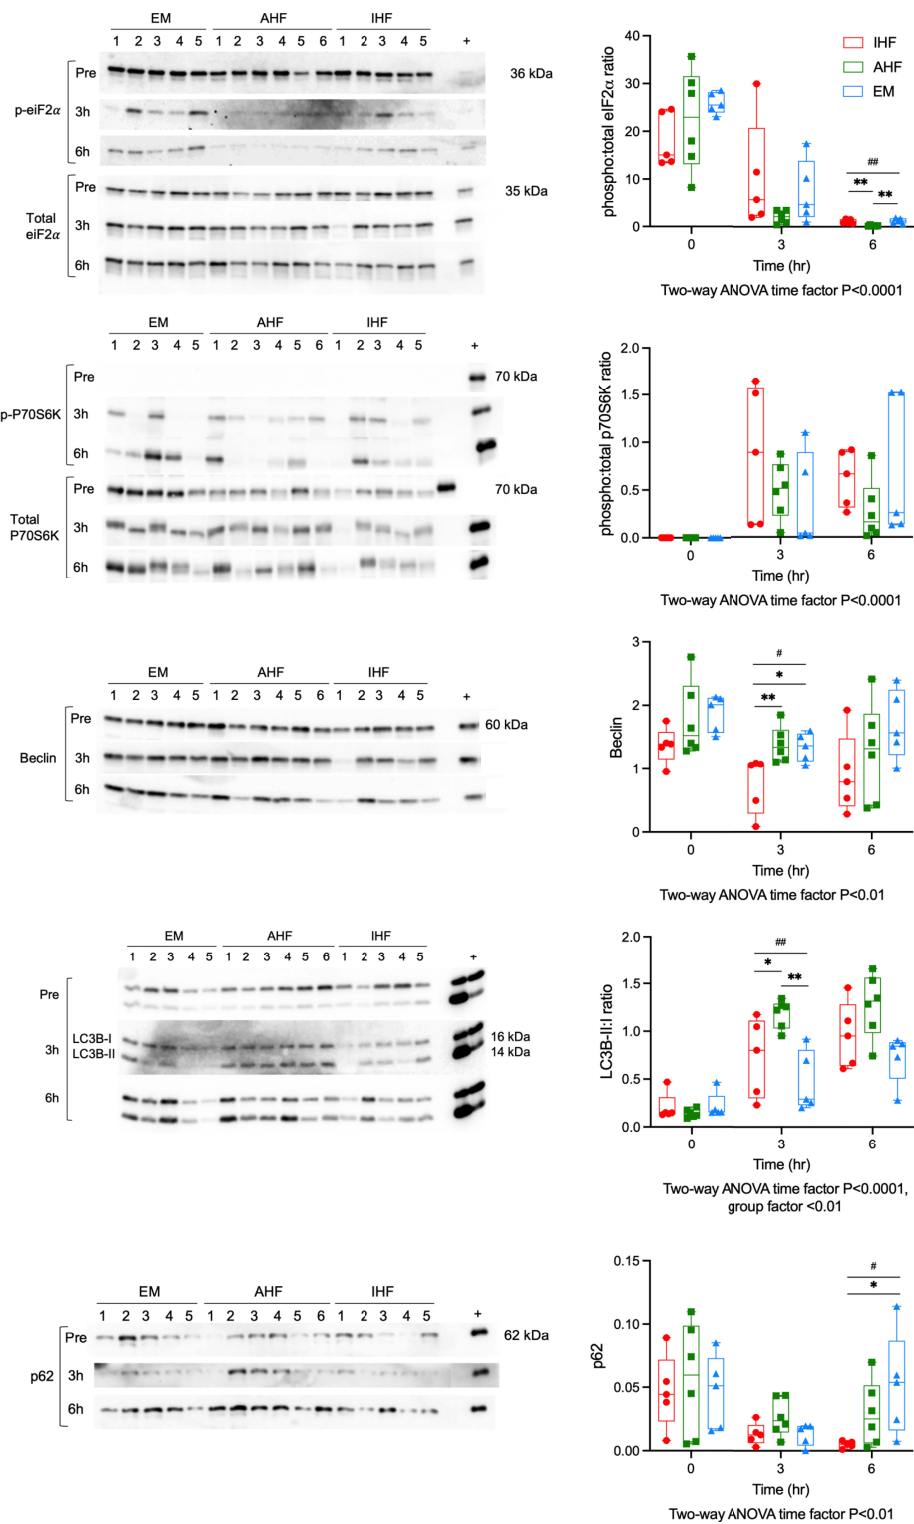 EM AHF IHF
1 2 3 4 5 1 2 3 4 5 6 1 2 3 4 5 +
p-eiF2α
Pre
36 kDa
3h
6h
Total
eiF2α
Pre
35 kDa
3h
6h
40
30
20
10
0
phospho:total eIF2α ratio
IHF
AHF
EM
##
**
**
0 3 6
Time (hr)
Two-way ANOVA time factor P<0.0001
EM AHF IHF
1 2 3 4 5 1 2 3 4 5 6 1 2 3 4 5 +
p-P70S6K
Pre
70 kDa
3h
6h
Total
P70S6K
Pre
70 kDa
3h
6h
2.0
1.5
1.0
0.5
0.0
phospho:total p70S6K ratio
0 3 6
Time (hr)
Two-way ANOVA time factor P<0.0001
EM AHF IHF
1 2 3 4 5 1 2 3 4 5 6 1 2 3 4 5 +
Beclin
Pre
60 kDa
3h
6h
3
2
1
0
Beclin
#
*
**
0 3 6
Time (hr)
Two-way ANOVA time factor P<0.01
EM AHF IHF
1 2 3 4 5 1 2 3 4 5 6 1 2 3 4 5 +
Pre
3h
LC3B-I
LC3B-II
16 kDa
14 kDa
6h
2.0
1.5
1.0
0.5
0.0
LC3B-II:I ratio
##
*
**
0 3 6
Time (hr)
Two-way ANOVA time factor P<0.0001,
group factor <0.01
EM AHF IHF
1 2 3 4 5 1 2 3 4 5 6 1 2 3 4 5 +
p62
Pre
62 kDa
3h
6h
0.15
0.10
0.05
0.00
p62
#
*
0 3 6
Time (hr)
Two-way ANOVA time factor P<0.01